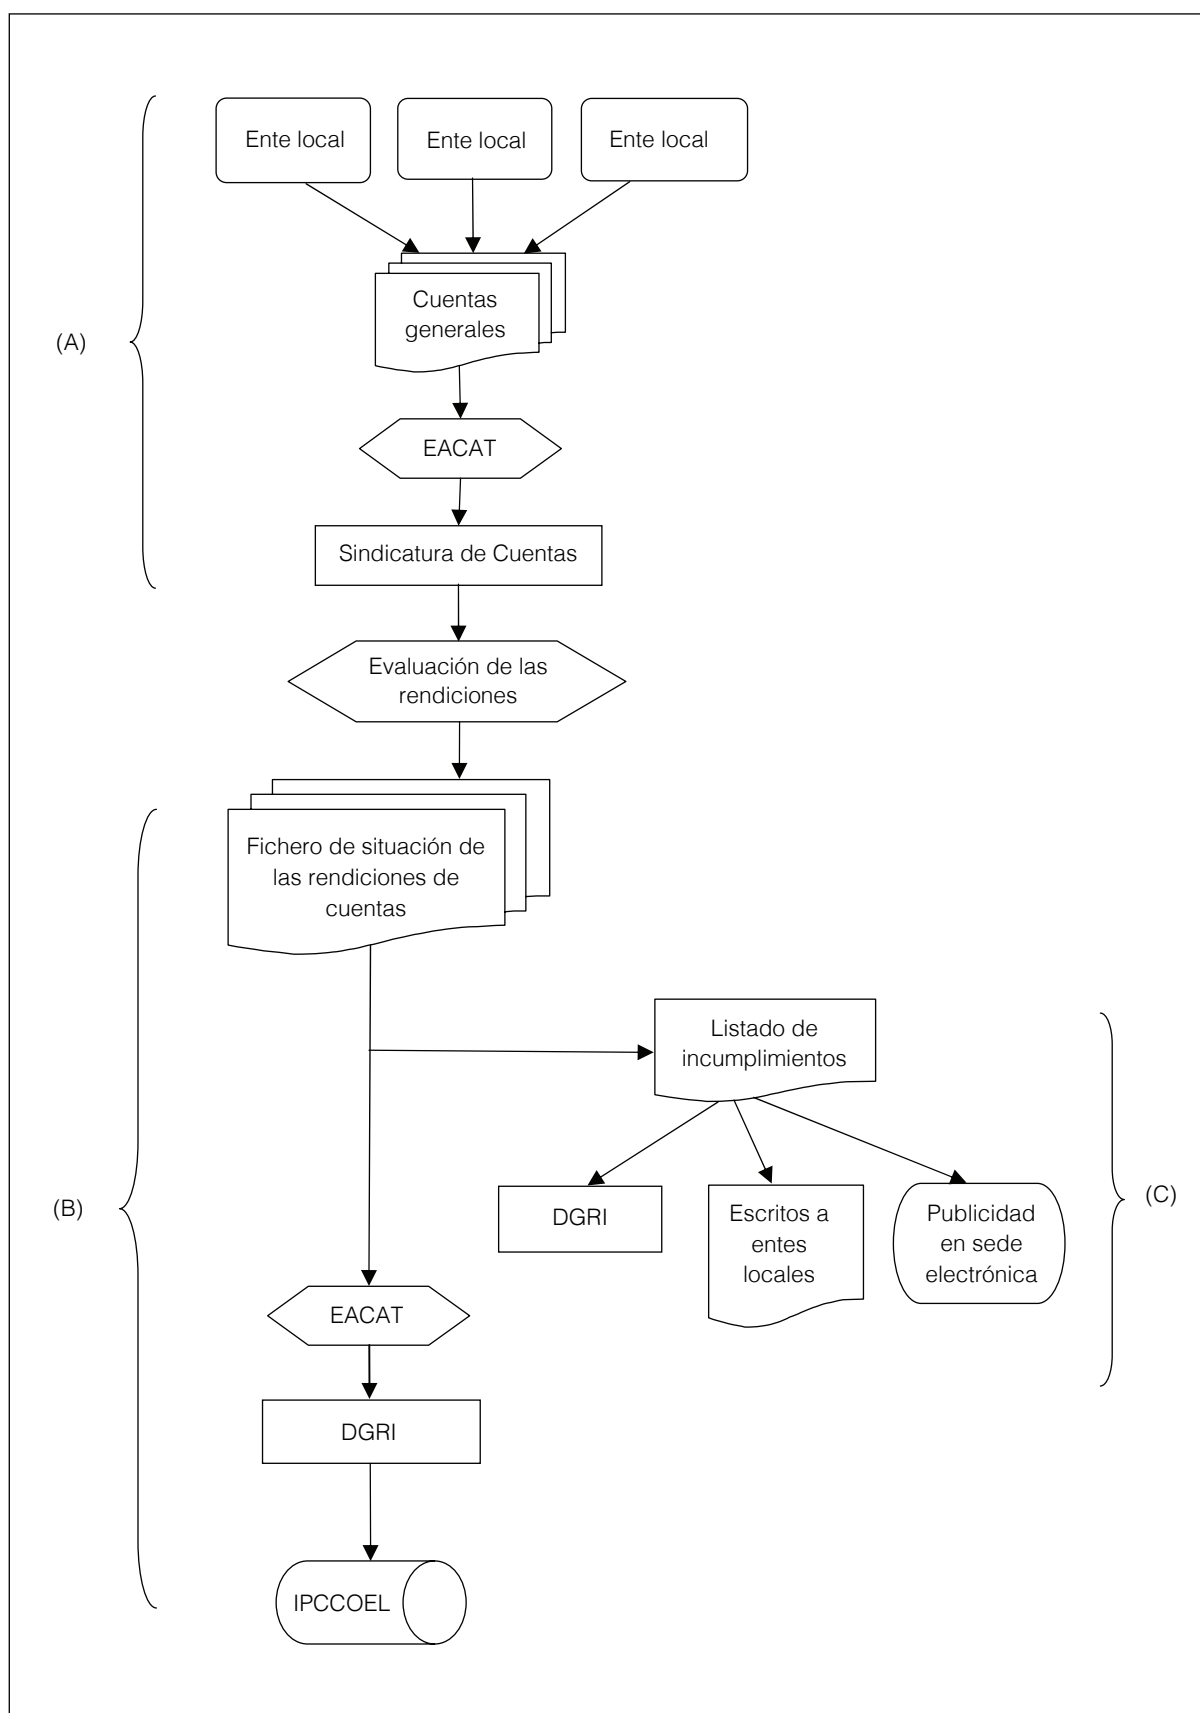 Ente local
Ente local
Ente local
Cuentas
generales
(A)
EACAT
Sindicatura de Cuentas
Evaluación de las
rendiciones
Fichero de situación de
las rendiciones de
cuentas
Listado de
incumplimientos
(B)
DGRI
Escritos a
entes
locales
Publicidad
en sede
electrónica
(C)
EACAT
DGRI
IPCCOEL